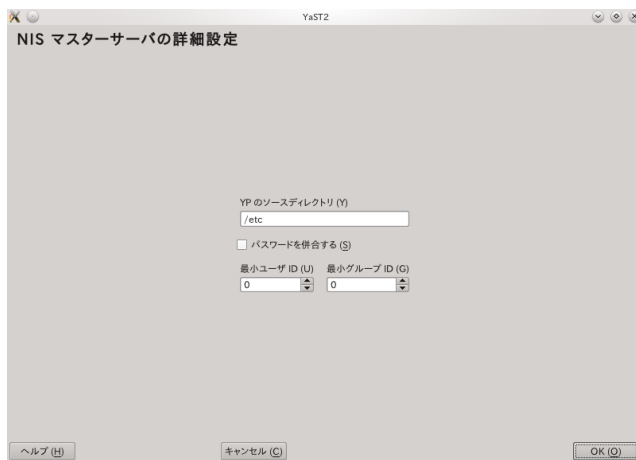 YaST2
NIS マスターサーバの詳細設定
YP のソースディレクトリ (Y)
/etc
パスワードを併合する (S)
最小ユーザ ID (U) 最小グループ ID (G)
0 0
ヘルプ (H) キャンセル (C) OK (O)